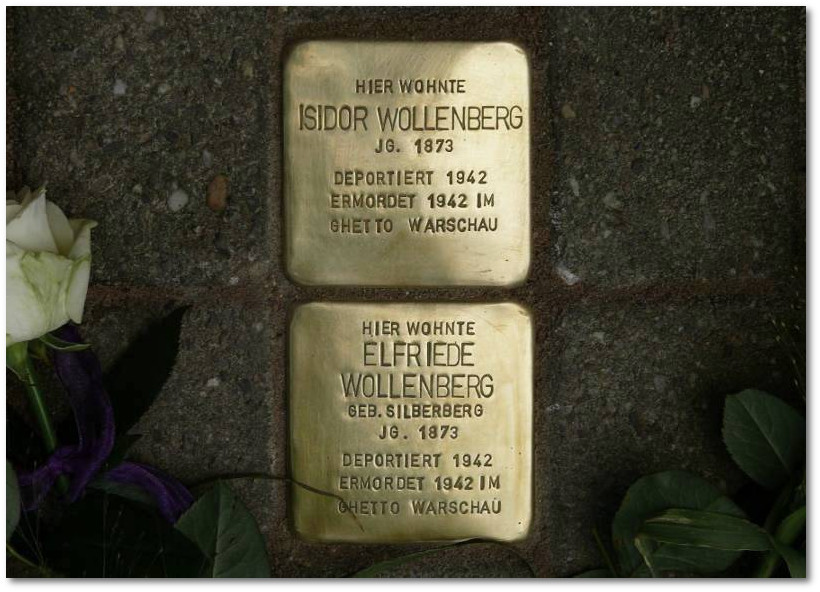 HIER WOHNTE
ISIDOR WOLLENBERG
JG. 1873
DEPORTIERT 1942
ERMORDET 1942 IM
GHETTO WARSCHAU
HIER WOHNTE
ELFRIEDE
WOLLENBERG
GEB. SILBERBERG
JG. 1873
DEPORTIERT 1942
ERMORDET 1942 IM
GHETTO WARSCHAU